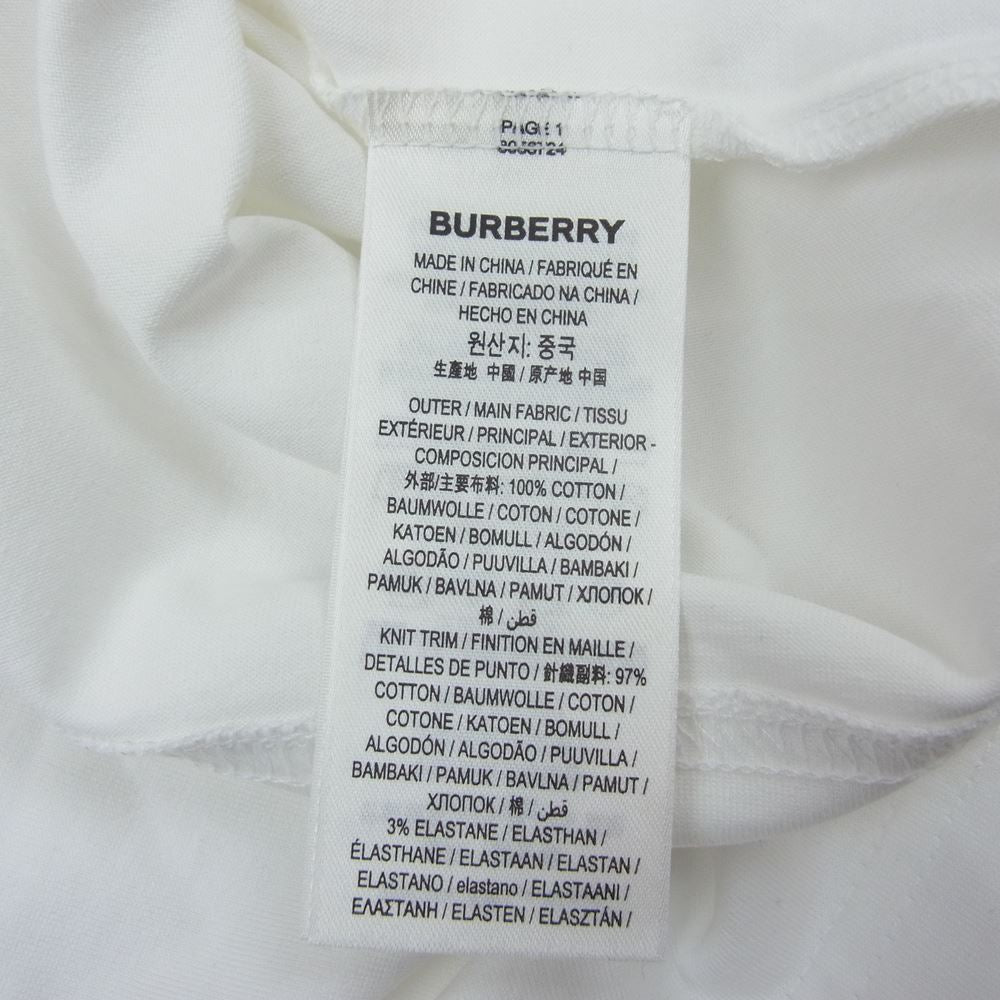 PAGE 1
BURBERRY
MADE IN CHINA / FABRIQUÉ EN
CHINE / FABRICADO NA CHINA /
HECHO EN CHINA
원산지: 중국
生產地 中國 / 原产地 中国
OUTER / MAIN FABRIC / TISSU
EXTÉRIEUR / PRINCIPAL / EXTERIOR -
COMPOSICION PRINCIPAL /
外部/主要布料: 100% COTTON /
BAUMWOLLE / COTON / COTONE /
KATOEN / BOMULL / ALGODÓN /
ALGODÃO / PUUVILLA / BAMBAKI /
PAMUK / BAVLNA / PAMUT / ХЛОПОК /
棉 / قطن
KNIT TRIM / FINITION EN MAILLE /
DETALLES DE PUNTO / 針織副料: 97%
COTTON / BAUMWOLLE / COTON /
COTONE / KATOEN / BOMULL /
ALGODÓN / ALGODÃO / PUUVILLA /
BAMBAKI / PAMUK / BAVLNA / PAMUT /
ХЛОПОК / 棉 / قطن
3% ELASTANE / ELASTHAN /
ÉLASTHANE / ELASTAAN / ELASTAN /
ELASTANO / elastano / ELASTAANI /
ΕΛΑΣΤΑΝΗ / ELASTEN / ELASZTÁN /